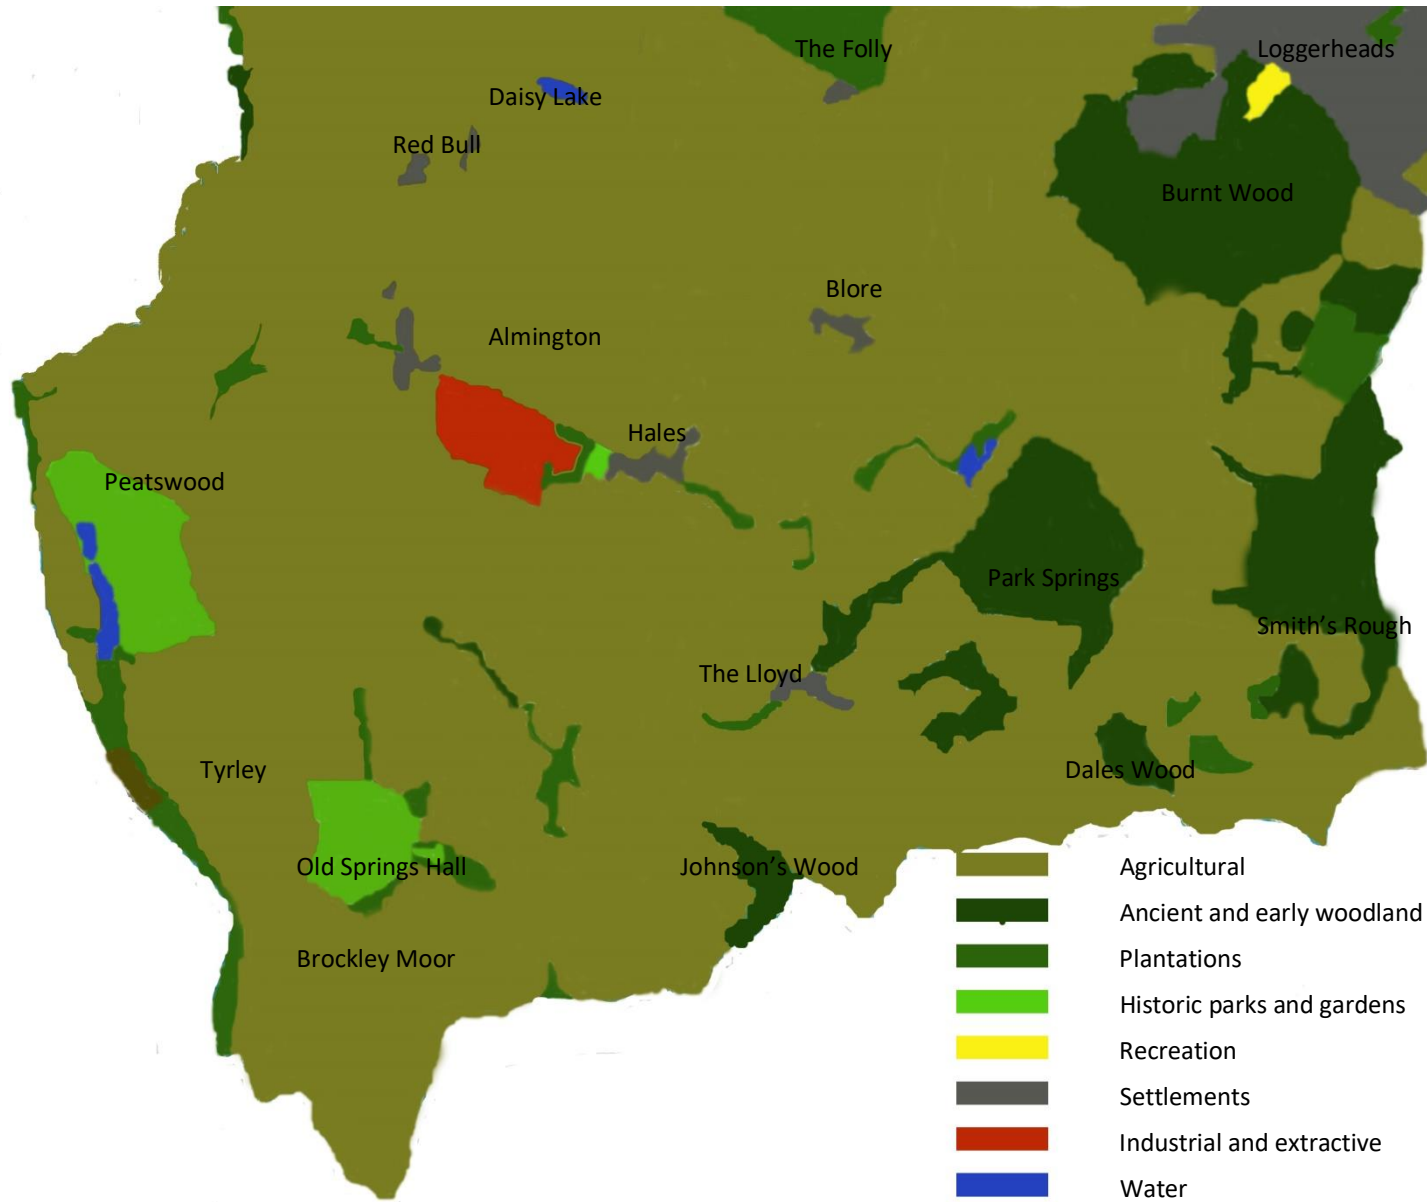 The Folly
Loggerheads
Daisy Lake
Red Bull
Burnt Wood
Blore
Almington
Hales
Peatswood
Park Springs
Smith's Rough
The Lloyd
Tyrley
Dales Wood
Old Springs Hall
Johnson's Wood
Brockley Moor
Agricultural
Ancient and early woodland
Plantations
Historic parks and gardens
Recreation
Settlements
Industrial and extractive
Water